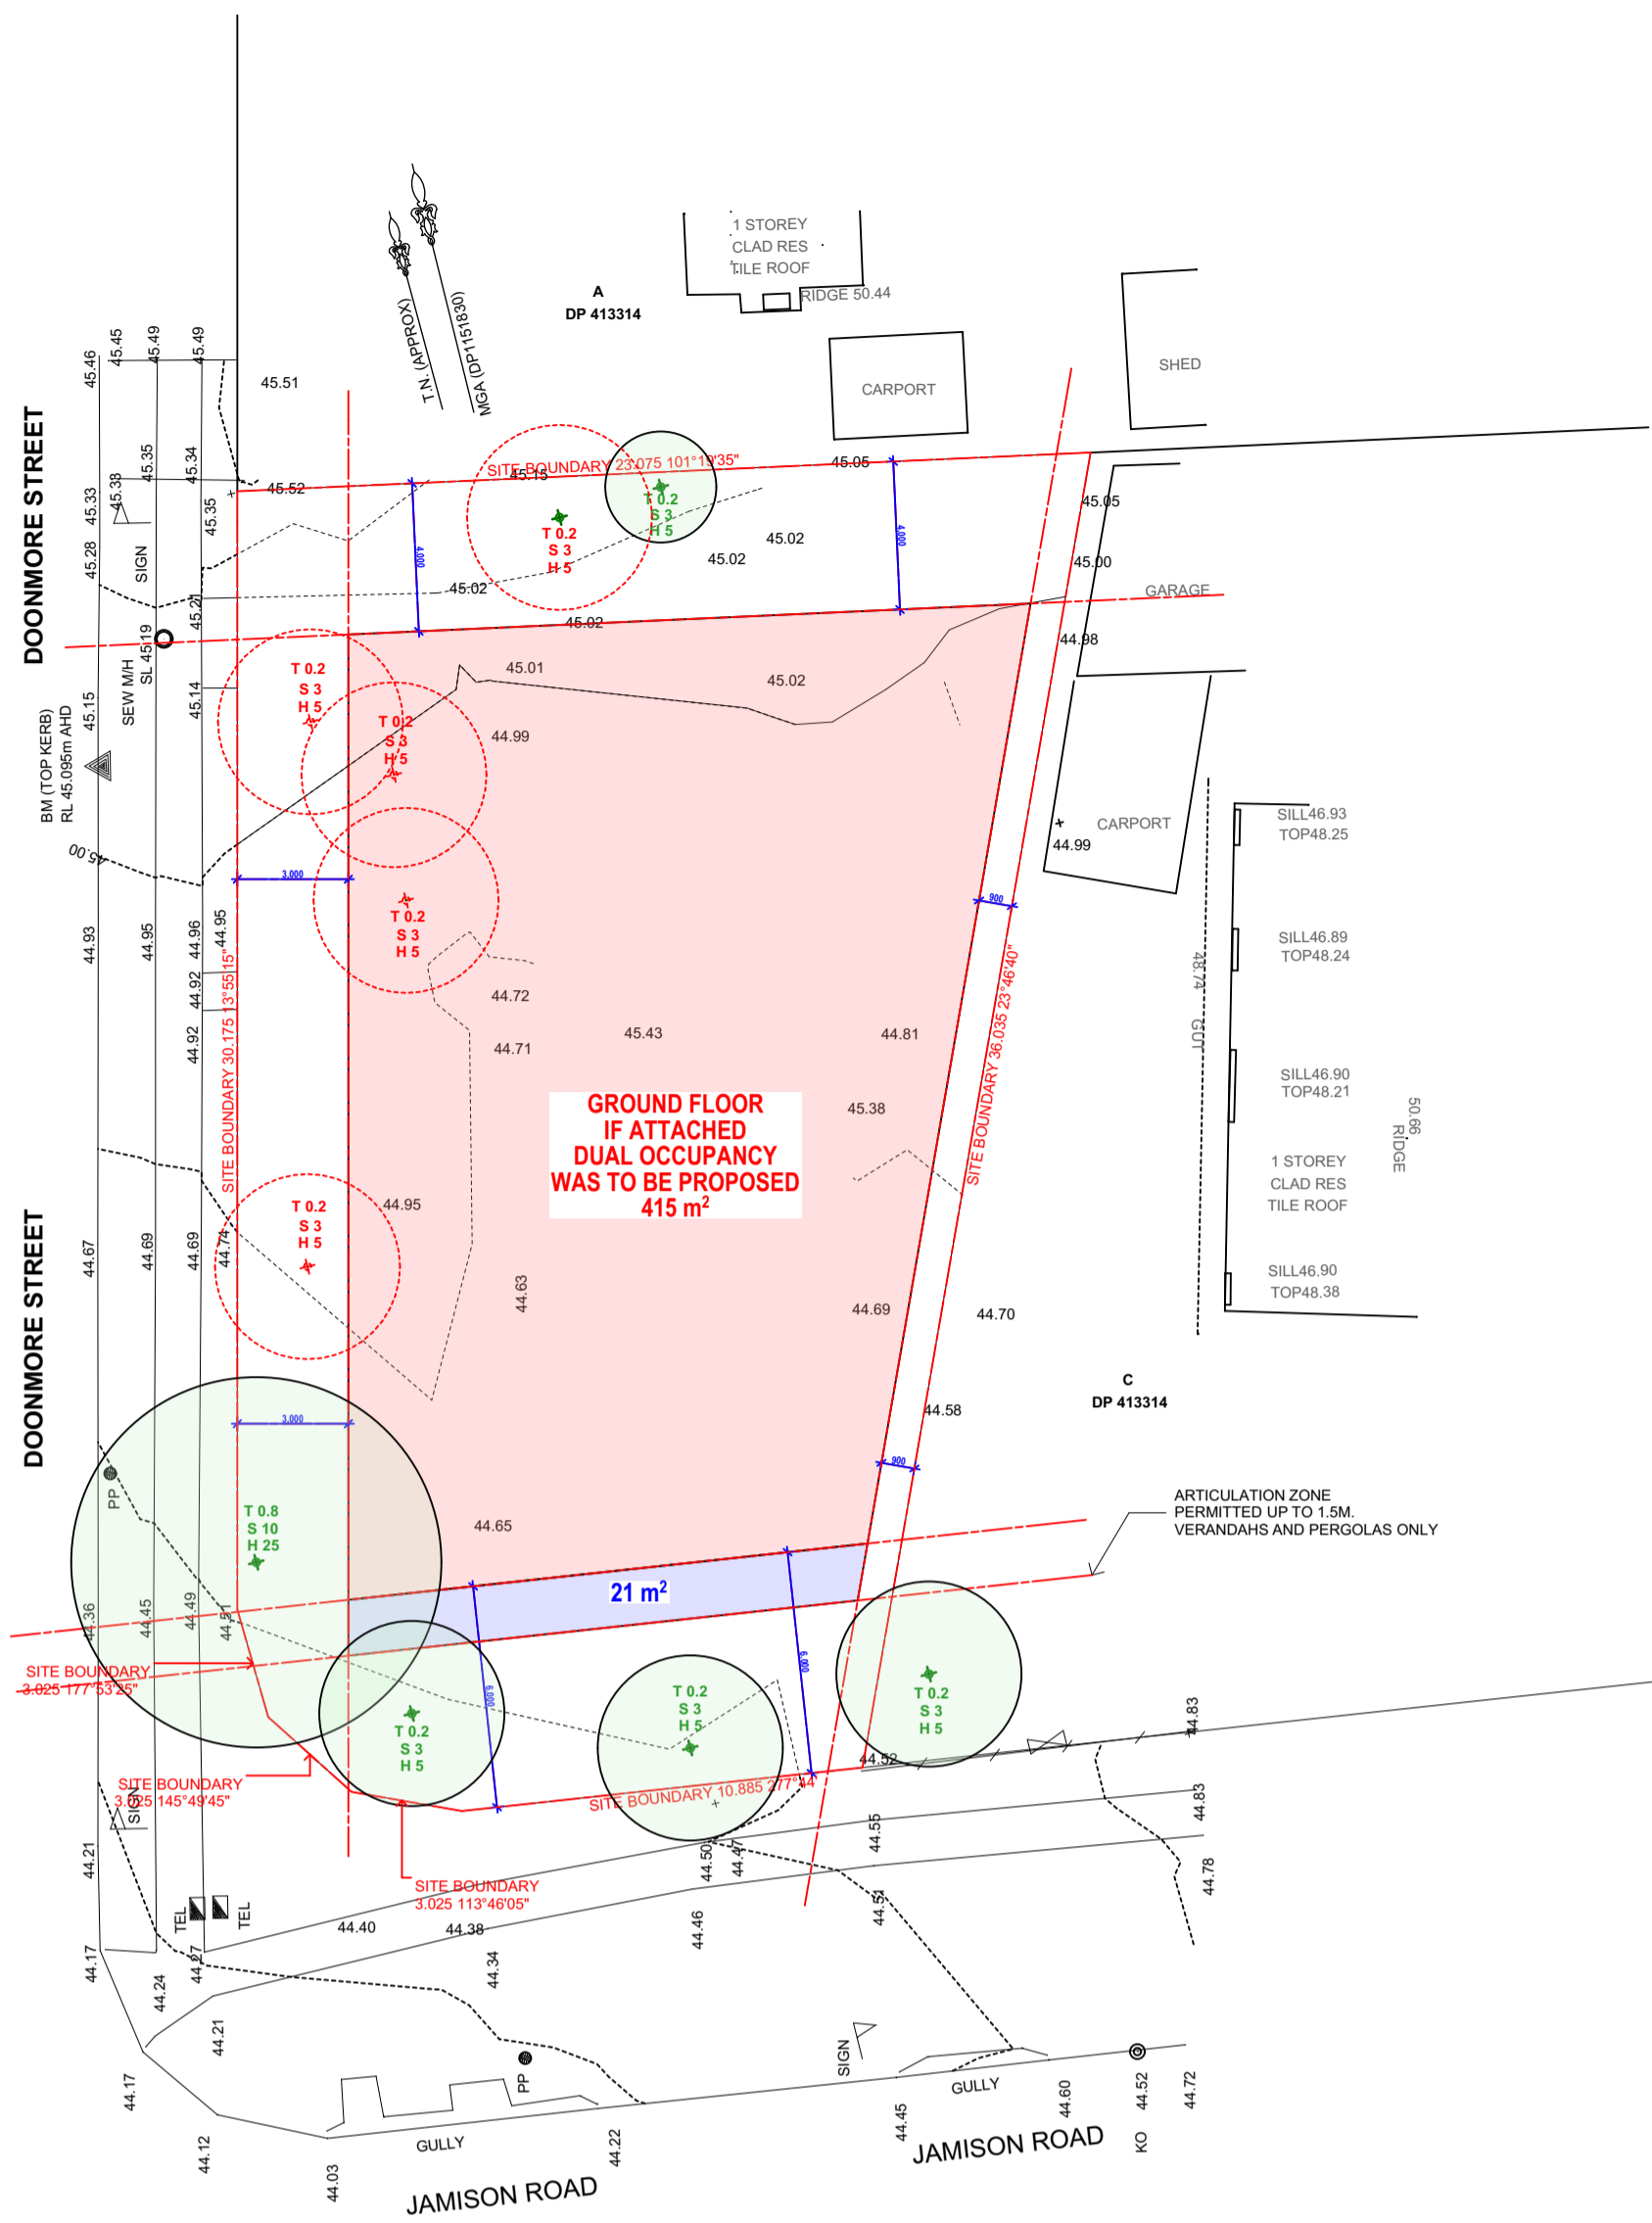 1 STOREY
CLAD RES
TILE ROOF
RIDGE 50.44
A
DP 413314
T.N. (APPROX)
MGA (DP1151830)
CARPORT
SHED
DOONMORE STREET
45.46
45.45
45.49
45.49
45.51
45.33
45.38
45.35
45.34
45.35
45.52
45.15
SITE BOUNDARY 23.075 101°19'35"
45.05
45.05
T 0.2
S 3
H 5
T 0.2
S 3
H 5
4.000
4.000
45.02
45.02
45.00
45.28
SIGN
45.21
45.02
45.02
GARAGE
44.98
SEW M/H
SL 45.19
45.15
45.14
BM (TOP KERB)
RL 45.095m AHD
T 0.2
S 3
H 5
T 0.2
S 3
H 5
45.01
45.02
44.99
45.00
3.000
T 0.2
S 3
H 5
900
CARPORT
44.99
SILL46.93
TOP48.25
44.93
44.95
44.96
44.95
44.92
44.92
SILL46.89
TOP48.24
48.74
GUT
44.72
44.71
45.43
44.81
45.38
SITE BOUNDARY 30.175 13°55'15"
SITE BOUNDARY 36.035 23°46'40"
SILL46.90
TOP48.21
50.66
RIDGE
GROUND FLOOR
IF ATTACHED
DUAL OCCUPANCY
WAS TO BE PROPOSED
415 m²
1 STOREY
CLAD RES
TILE ROOF
SILL46.90
TOP48.38
DOONMORE STREET
44.67
44.69
44.69
44.74
T 0.2
S 3
H 5
44.95
44.63
44.69
44.70
3.000
44.58
900
C
DP 413314
PP
T 0.8
S 10
H 25
44.65
ARTICULATION ZONE
PERMITTED UP TO 1.5M.
VERANDAHS AND PERGOLAS ONLY
21 m²
44.36
44.45
44.49
44.51
SITE BOUNDARY
3.025 177°53'25"
6.000
6.000
T 0.2
S 3
H 5
T 0.2
S 3
H 5
T 0.2
S 3
H 5
44.83
44.52
SITE BOUNDARY
3.025 145°49'45"
SIGN
SITE BOUNDARY 10.885 277°44'
44.83
44.21
44.50
44.47
44.55
44.78
SITE BOUNDARY
3.025 113°46'05"
TEL
TEL
44.40
44.38
44.46
44.51
44.17
44.27
44.24
44.34
44.21
SIGN
PP
44.17
GULLY
44.12
GULLY
44.03
44.22
44.45
44.60
44.52
44.72
KO
JAMISON ROAD
JAMISON ROAD